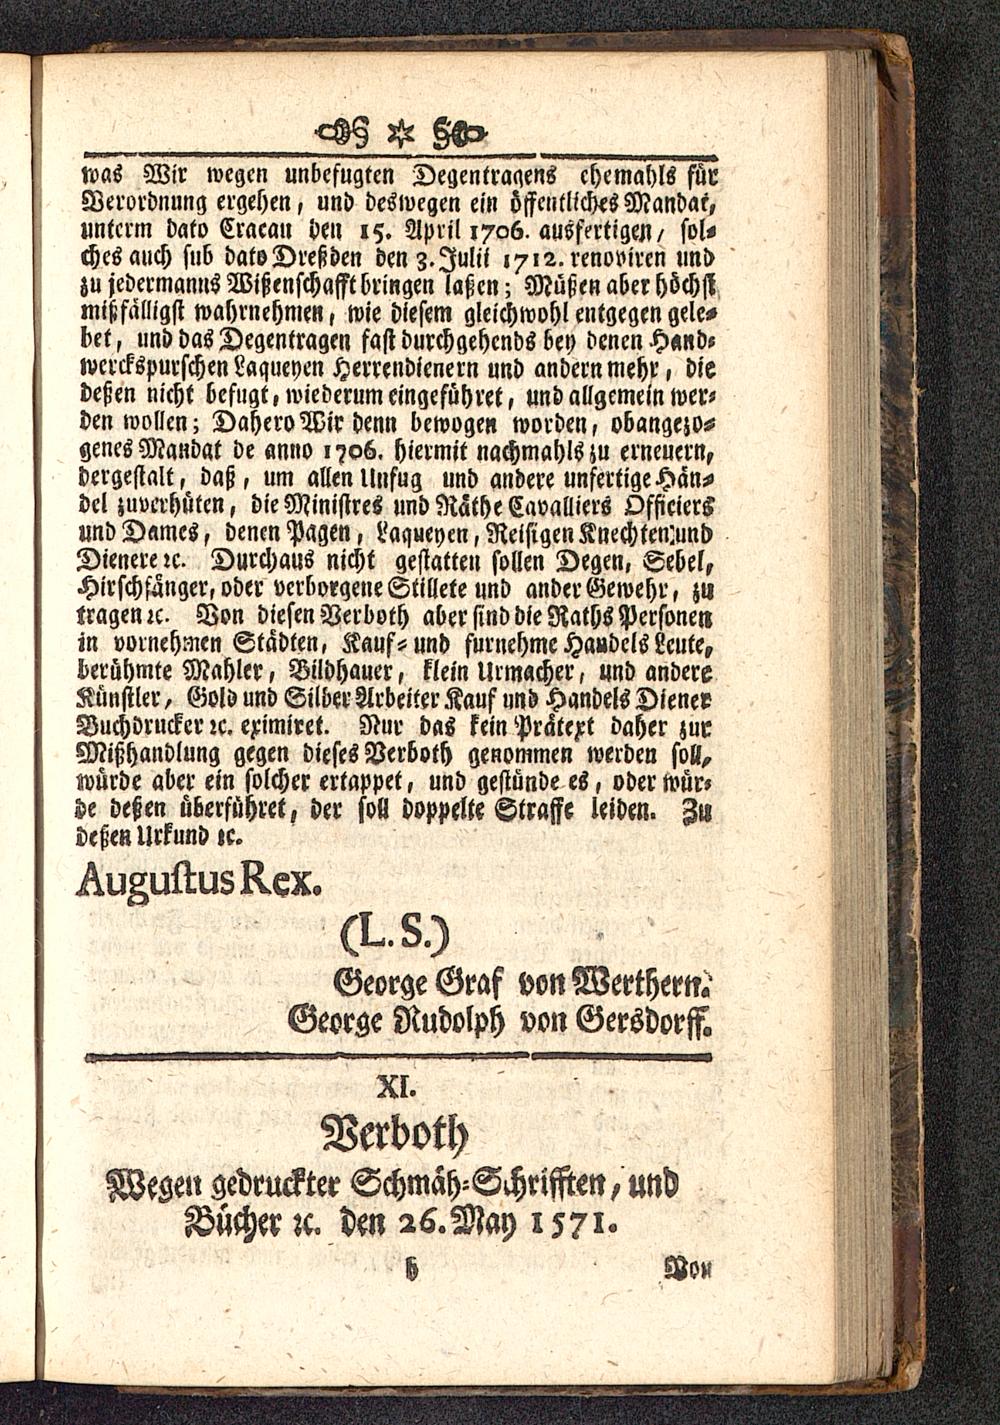 was Wir wegen unbefugten Degentragens ehemahls für
Verordnung ergehen, und deswegen ein öffentliches Mandat,
unterm dato Cracau den 15. April 1706. ausfertigen, sol-
ches auch sub dato Dreßden den 3. Julii 1712. renoviren und
zu jedermanns Wißenschafft bringen laßen; Müßen aber höchst
mißfälligst wahrnehmen, wie diesem gleichwohl entgegen gele-
bet, und das Degentragen fast durchgehends bey denen Hand-
werckspurschen Laqueyen Herrendienern und andern mehr, die
deßen nicht befugt, wiederum eingeführet, und allgemein wer-
den wollen; Dahero Wir denn bewogen worden, obangezo-
genes Mandat de anno 1706. hiermit nachmahls zu erneuern,
dergestalt, daß, um allen Unfug und andere unfertige Hän-
del zuverhüten, die Ministres und Räthe Cavalliers Officiers
und Dames, denen Pagen, Laqueyen, Reisigen Knechten und
Dienere ꝛc. Durchaus nicht gestatten sollen Degen, Sebel,
Hirschfänger, oder verborgene Stillete und ander Gewehr, zu
tragen ꝛc. Von diesen Verboth aber sind die Raths Personen
in vornehmen Städten, Kauf- und furnehme Handels Leute,
berühmte Mahler, Bildhauer, klein Urmacher, und andere
Künstler, Gold und Silber Arbeiter Kauf und Handels Diener
Buchdrucker ꝛc. eximiret. Nur das kein Prätext daher zur
Mißhandlung gegen dieses Verboth genommen werden soll,
würde aber ein solcher ertappet, und gestünde es, oder wür-
de deßen überführet, der soll doppelte Straffe leiden. Zu
deßen Urkund ꝛc.
Augustus Rex.
(L. S.)
George Graf von Werthern.
George Rudolph von Gersdorff.
XI.
Verboth
Wegen gedruckter Schmäh-Schrifften, und
Bücher ꝛc. den 26. May 1571.
h Von